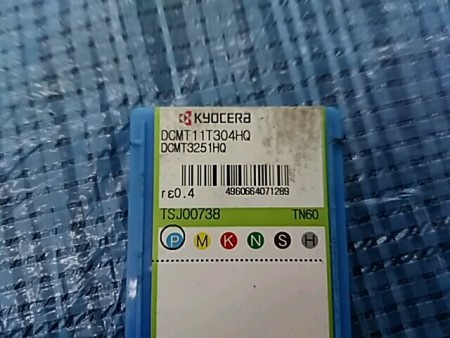 KYOCERA
DCMT11T304HQ
DCMT3251HQ
rε0.4 4960664071289
TSJ00738 TN60
P M K N S H